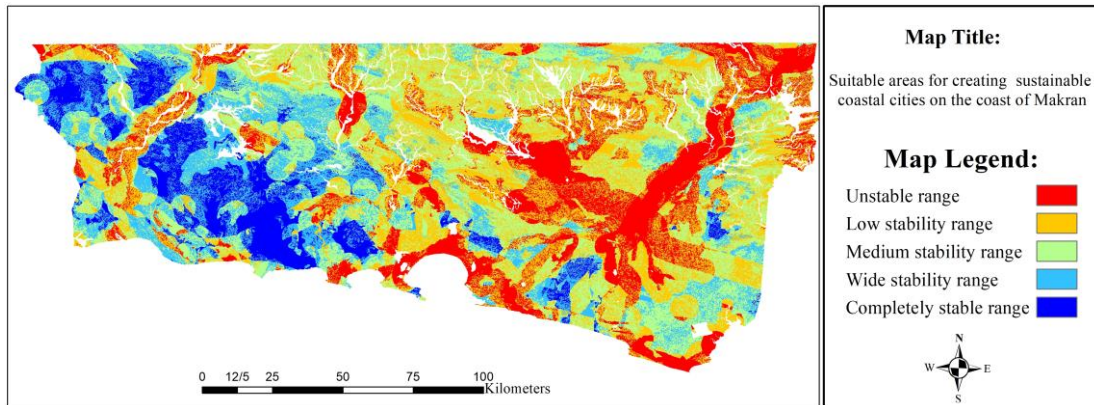 Map Title:
Suitable areas for creating sustainable
coastal cities on the coast of Makran
Map Legend:
Unstable range
Low stability range
Medium stability range
Wide stability range
Completely stable range
N
W E
S
0 12/5 25 50 75 100
Kilometers